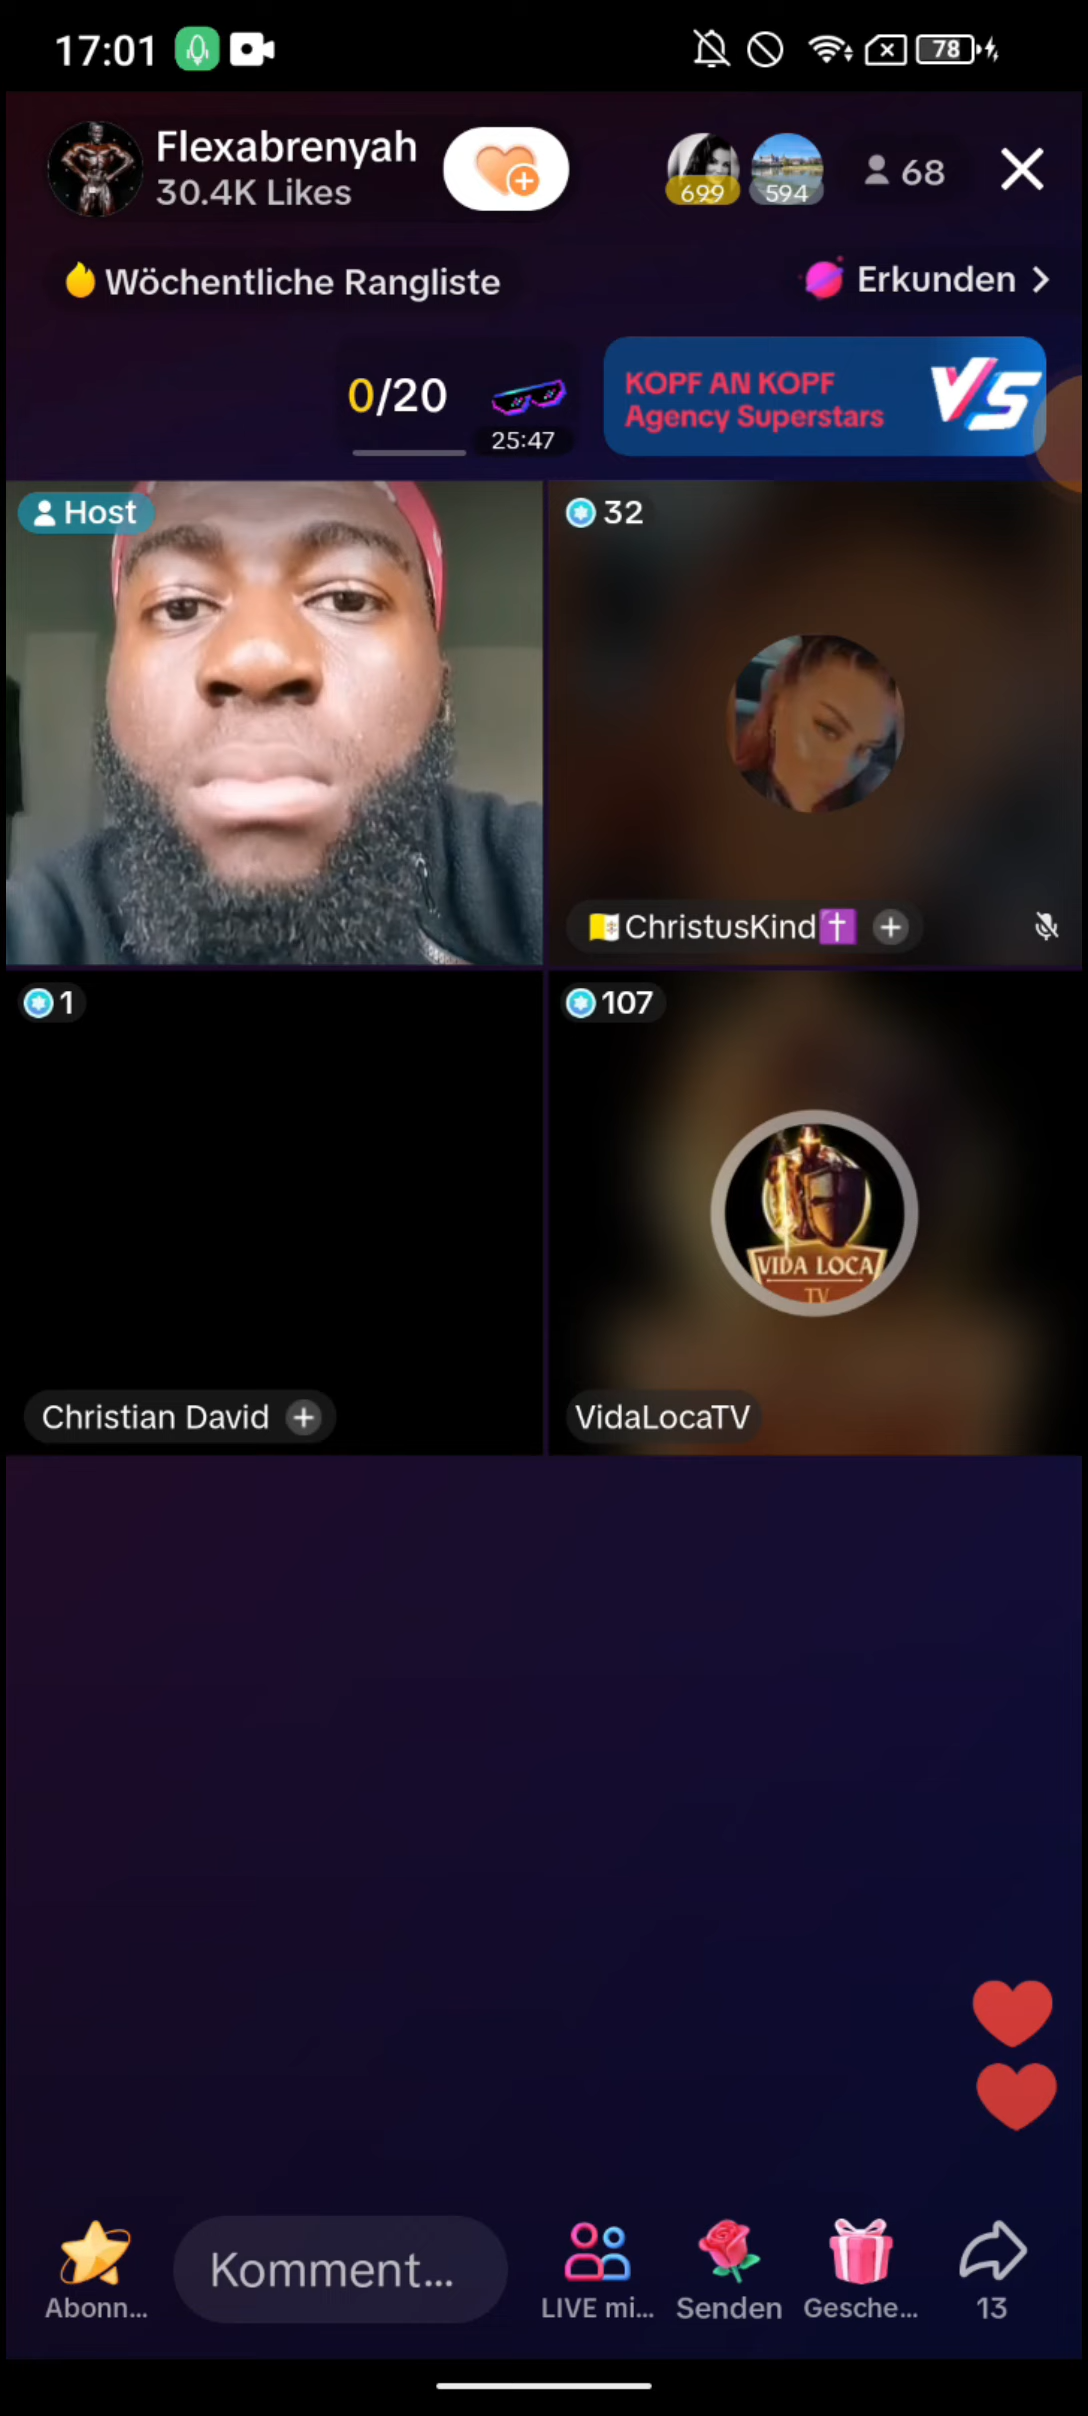 17:01
78
Flexabrenyah
30.4K Likes
699
594
68
Wöchentliche Rangliste
Erkunden
0/20
25:47
KOPF AN KOPF
Agency Superstars
VS
Host
32
ChristusKind
1
107
VIDA LOCA
TV
Christian David
VidaLocaTV
Komment...
Abonn...
LIVE mi...
Senden
Gesche...
13